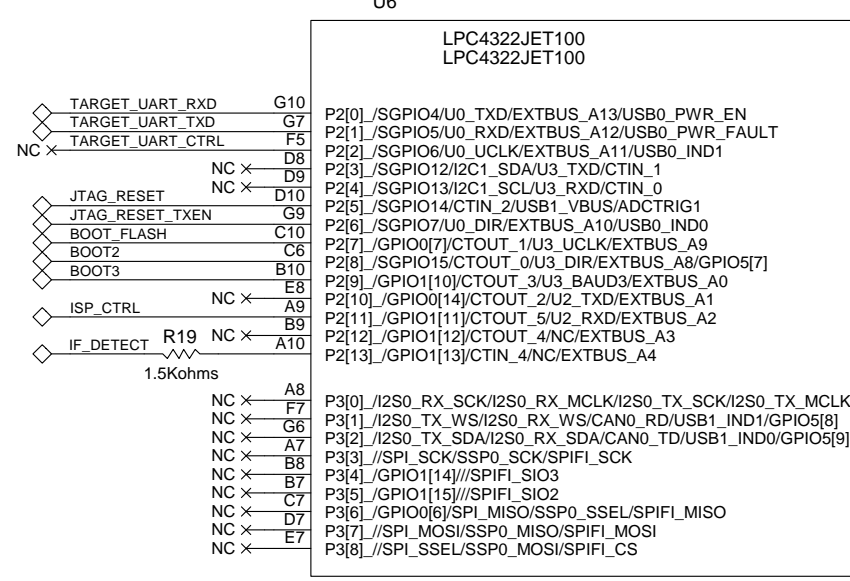 U6
LPC4322JET100
LPC4322JET100
TARGET_UART_RXD G10 P2[0]_/SGPIO4/U0_TXD/EXTBUS_A13/USB0_PWR_EN
TARGET_UART_TXD G7 P2[1]_/SGPIO5/U0_RXD/EXTBUS_A12/USB0_PWR_FAULT
NC TARGET_UART_CTRL F5 P2[2]_/SGPIO6/U0_UCLK/EXTBUS_A11/USB0_IND1
NC D8 P2[3]_/SGPIO12/I2C1_SDA/U3_TXD/CTIN_1
NC D9 P2[4]_/SGPIO13/I2C1_SCL/U3_RXD/CTIN_0
JTAG_RESET D10 P2[5]_/SGPIO14/CTIN_2/USB1_VBUS/ADCTRIG1
JTAG_RESET_TXEN G9 P2[6]_/SGPIO7/U0_DIR/EXTBUS_A10/USB0_IND0
BOOT_FLASH C10 P2[7]_/GPIO0[7]/CTOUT_1/U3_UCLK/EXTBUS_A9
BOOT2 C6 P2[8]_/SGPIO15/CTOUT_0/U3_DIR/EXTBUS_A8/GPIO5[7]
BOOT3 B10 P2[9]_/GPIO1[10]/CTOUT_3/U3_BAUD3/EXTBUS_A0
NC E8 P2[10]_/GPIO0[14]/CTOUT_2/U2_TXD/EXTBUS_A1
ISP_CTRL A9 P2[11]_/GPIO1[11]/CTOUT_5/U2_RXD/EXTBUS_A2
NC B9 P2[12]_/GPIO1[12]/CTOUT_4/NC/EXTBUS_A3
IF_DETECT R19 A10 P2[13]_/GPIO1[13]/CTIN_4/NC/EXTBUS_A4
1.5Kohms
NC A8 P3[0]_/I2S0_RX_SCK/I2S0_RX_MCLK/I2S0_TX_SCK/I2S0_TX_MCLK
NC F7 P3[1]_/I2S0_TX_WS/I2S0_RX_WS/CAN0_RD/USB1_IND1/GPIO5[8]
NC G6 P3[2]_/I2S0_TX_SDA/I2S0_RX_SDA/CAN0_TD/USB1_IND0/GPIO5[9]
NC A7 P3[3]_//SPI_SCK/SSP0_SCK/SPIFI_SCK
NC B8 P3[4]_/GPIO1[14]///SPIFI_SIO3
NC B7 P3[5]_/GPIO1[15]///SPIFI_SIO2
NC C7 P3[6]_/GPIO0[6]/SPI_MISO/SSP0_SSEL/SPIFI_MISO
NC D7 P3[7]_//SPI_MOSI/SSP0_MISO/SPIFI_MOSI
NC E7 P3[8]_//SPI_SSEL/SSP0_MOSI/SPIFI_CS